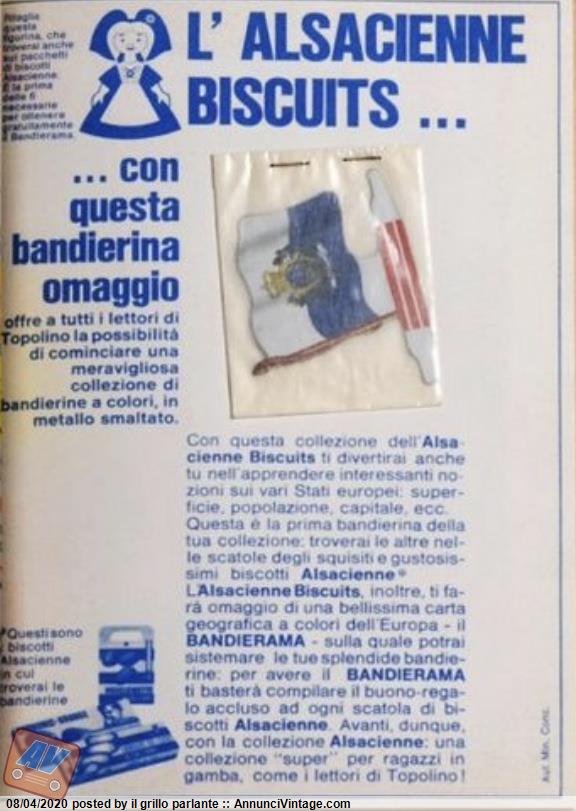 Ritaglia
questa
figurina, che
troverai anche
sui pacchetti
di biscotti
Alsacienne.
È la prima
delle 6
necessarie
per ottenere
gratuitamente
il Bandierama.
L' ALSACIENNE
BISCUITS ...
... con
questa
bandierina
omaggio
offre a tutti i lettori di
Topolino la possibilità
di cominciare una
meravigliosa
collezione di
bandierine a colori, in
metallo smaltato.
Con questa collezione dell'Alsa-
cienne Biscuits ti divertirai anche
tu nell'apprendere interessanti no-
zioni sui vari Stati europei: super-
ficie, popolazione, capitale, ecc.
Questa è la prima bandierina della
tua collezione: troverai le altre nel-
le scatole degli squisiti e gustosis-
simi biscotti Alsacienne*
L'Alsacienne Biscuits, inoltre, ti fa-
rà omaggio di una bellissima carta
geografica a colori dell'Europa - il
BANDIERAMA - sulla quale potrai
sistemare le tue splendide bandie-
rine: per avere il BANDIERAMA
ti basterà compilare il buono-rega-
lo accluso ad ogni scatola di bi-
scotti Alsacienne. Avanti, dunque,
con la collezione Alsacienne: una
collezione "super" per ragazzi in
gamba, come i lettori di Topolino!
*Questi sono
i biscotti
Alsacienne
in cui
troverai le
bandierine
Aut. Min. Conc.
AV
08/04/2020 posted by il grillo parlante :: AnnunciVintage.com